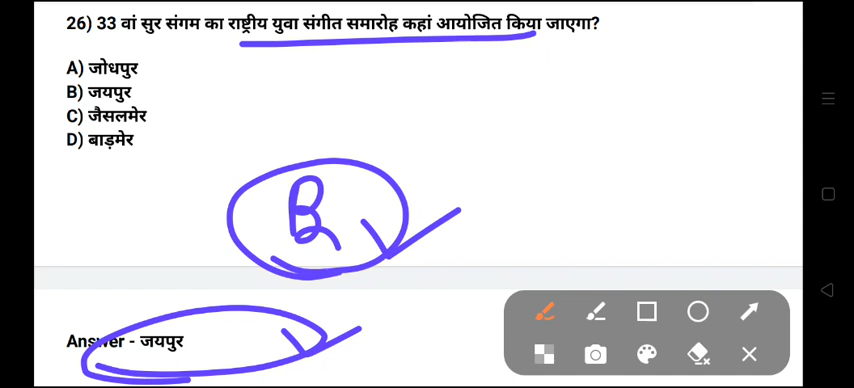 26) 33 वां सुर संगम का राष्ट्रीय युवा संगीत समारोह कहां आयोजित किया जाएगा?
A) जोधपुर
B) जयपुर
C) जैसलमेर
D) बाड़मेर
B
Answer - जयपुर